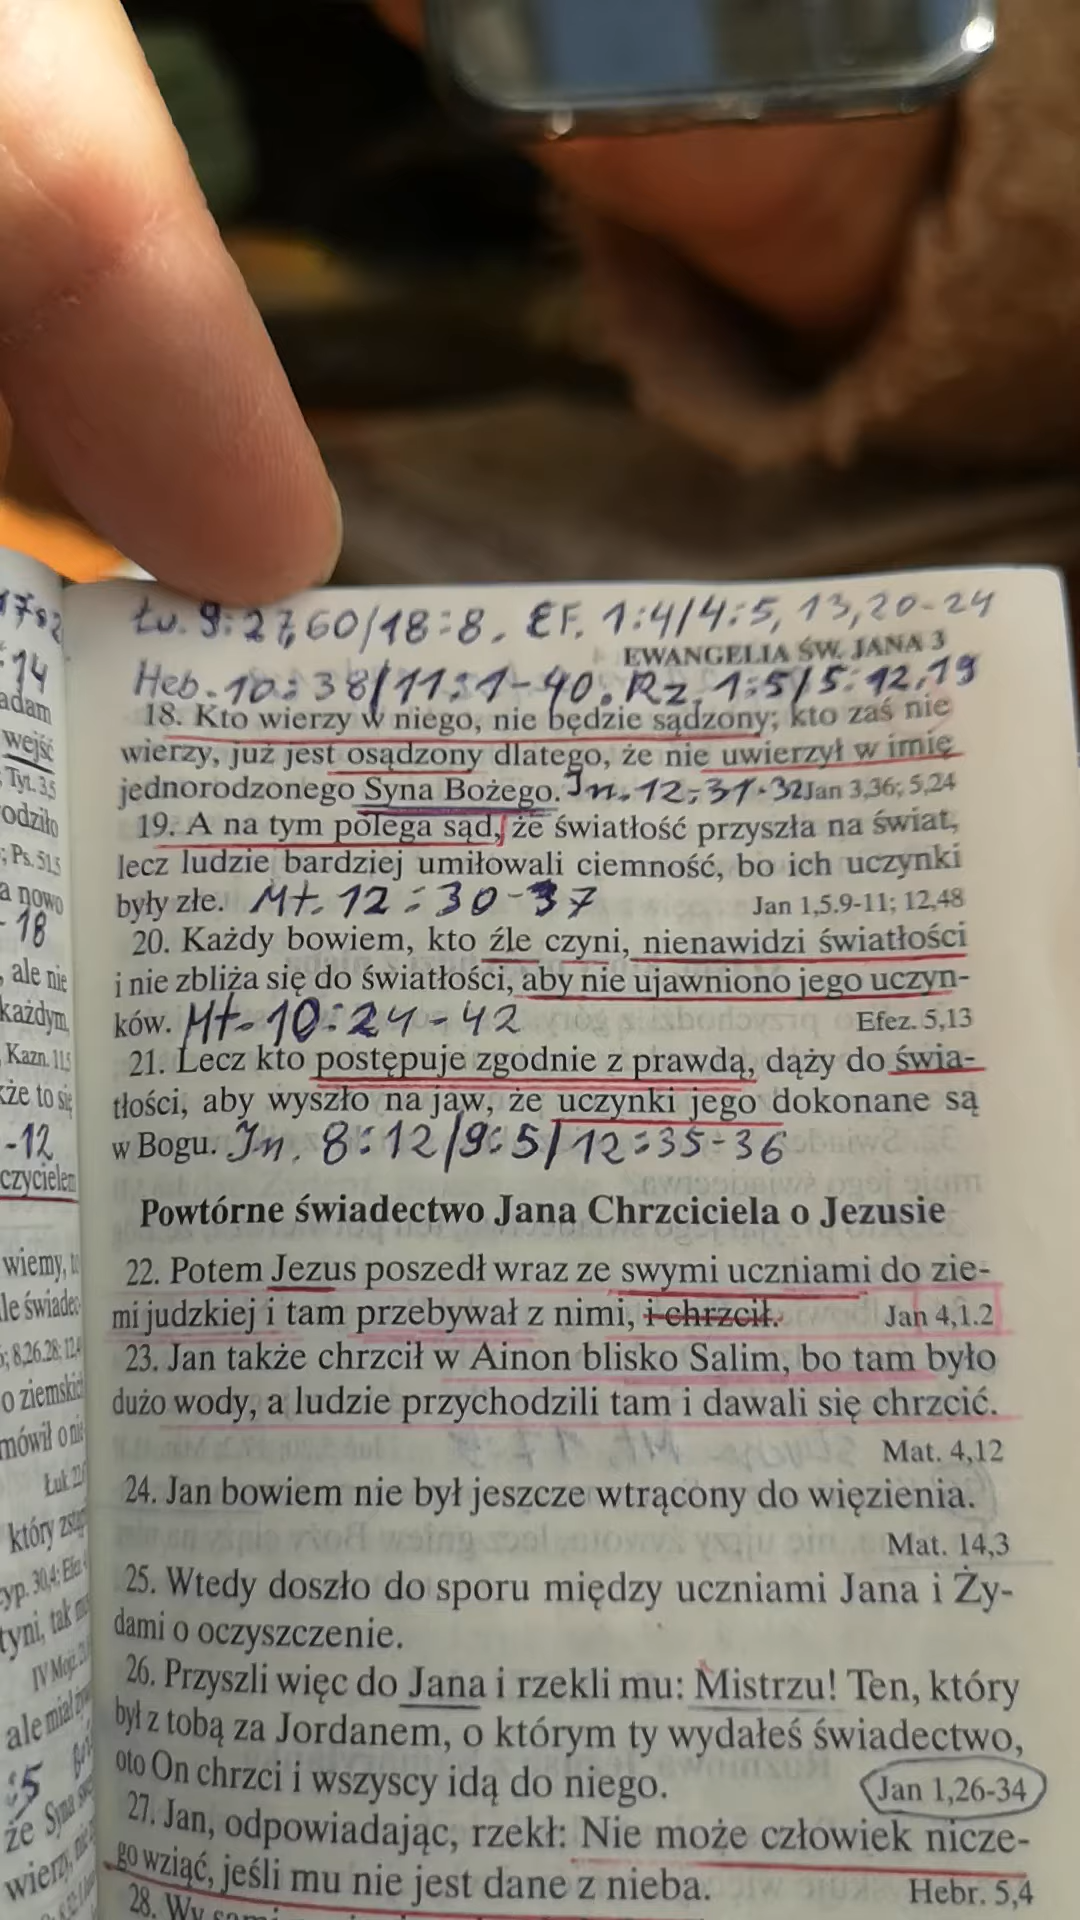 Łu. 9:27,60/18:8. EF. 1:4/4:5,13,20-24
EWANGELIA ŚW. JANA 3
Heb. 10:38/11:1-40. Rz. 1:5/5:12,19
18. Kto wierzy w niego, nie będzie sądzony; kto zaś nie
wierzy, już jest osądzony dlatego, że nie uwierzył w imię
jednorodzonego Syna Bożego. Jn. 12:31-32 Jan 3,36; 5,24
19. A na tym polega sąd, że światłość przyszła na świat,
lecz ludzie bardziej umiłowali ciemność, bo ich uczynki
były złe. Mt. 12:30-37 Jan 1,5.9-11; 12,48
20. Każdy bowiem, kto źle czyni, nienawidzi światłości
i nie zbliża się do światłości, aby nie ujawniono jego uczyn-
ków. Mt. 10:24-42 Efez. 5,13
21. Lecz kto postępuje zgodnie z prawdą, dąży do świa-
tłości, aby wyszło na jaw, że uczynki jego dokonane są
w Bogu. Jn. 8:12/9:5/12:35-36
Powtórne świadectwo Jana Chrzciciela o Jezusie
22. Potem Jezus poszedł wraz ze swymi uczniami do zie-
mi judzkiej i tam przebywał z nimi, i chrzcił. Jan 4,1.2
23. Jan także chrzcił w Ainon blisko Salim, bo tam było
dużo wody, a ludzie przychodzili tam i dawali się chrzcić.
Mat. 4,12
24. Jan bowiem nie był jeszcze wtrącony do więzienia.
Mat. 14,3
25. Wtedy doszło do sporu między uczniami Jana i Ży-
dami o oczyszczenie.
26. Przyszli więc do Jana i rzekli mu: Mistrzu! Ten, który
był z tobą za Jordanem, o którym ty wydałeś świadectwo,
oto On chrzci i wszyscy idą do niego. Jan 1,26-34
27. Jan, odpowiadając, rzekł: Nie może człowiek nicze-
go wziąć, jeśli mu nie jest dane z nieba. Hebr. 5,4
28. Wy sami